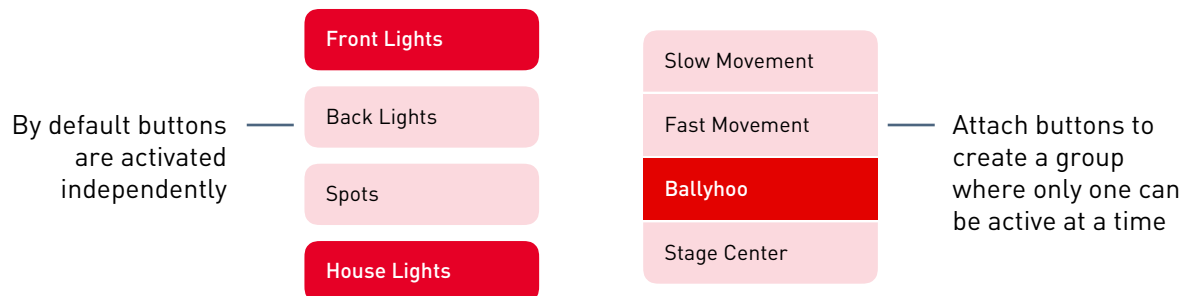 By default buttons
are activated
independently
Front Lights
Back Lights
Spots
House Lights
Slow Movement
Fast Movement
Ballyhoo
Stage Center
Attach buttons to
create a group
where only one can
be active at a time